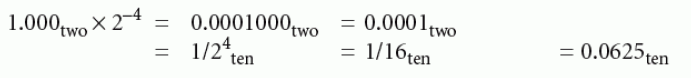 1.000two × 2⁻⁴ = 0.0001000two = 0.0001two
= 1/2⁴ten = 1/16ten = 0.0625ten